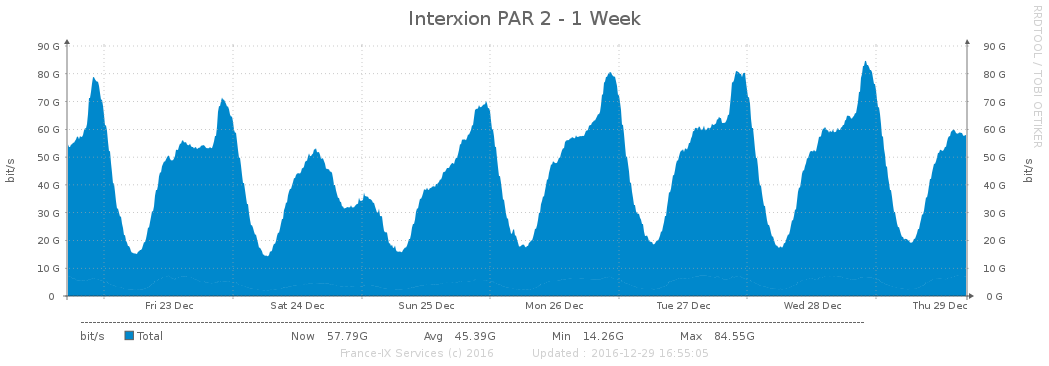 Interxion PAR 2 - 1 Week
RRDTOOL / TOBI OETIKER
bit/s
90 G 90 G
80 G 80 G
70 G 70 G
60 G 60 G
50 G 50 G
40 G 40 G
30 G 30 G
20 G 20 G
10 G 10 G
0 0 G
bit/s
Fri 23 Dec Sat 24 Dec Sun 25 Dec Mon 26 Dec Tue 27 Dec Wed 28 Dec Thu 29 Dec
bit/s Total Now 57.79G Avg 45.39G Min 14.26G Max 84.55G
France-IX Services (c) 2016 Updated : 2016-12-29 16:55:05